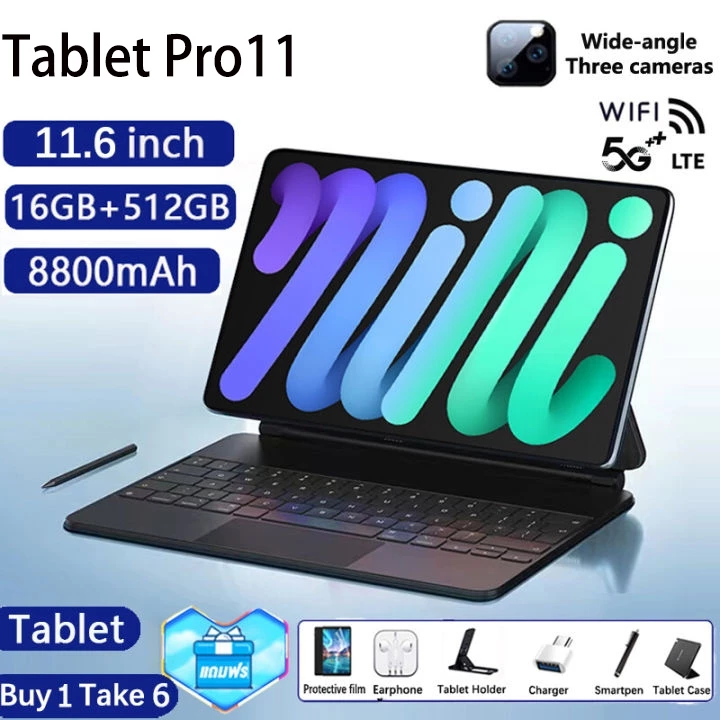 Tablet Pro11
Wide-angle
Three cameras
11.6 inch
WIFI
5G++ LTE
16GB+512GB
8800mAh
Tablet
แถมฟรี
Buy 1 Take 6
Protective film
Earphone
Tablet Holder
Charger
Smartpen
Tablet Case